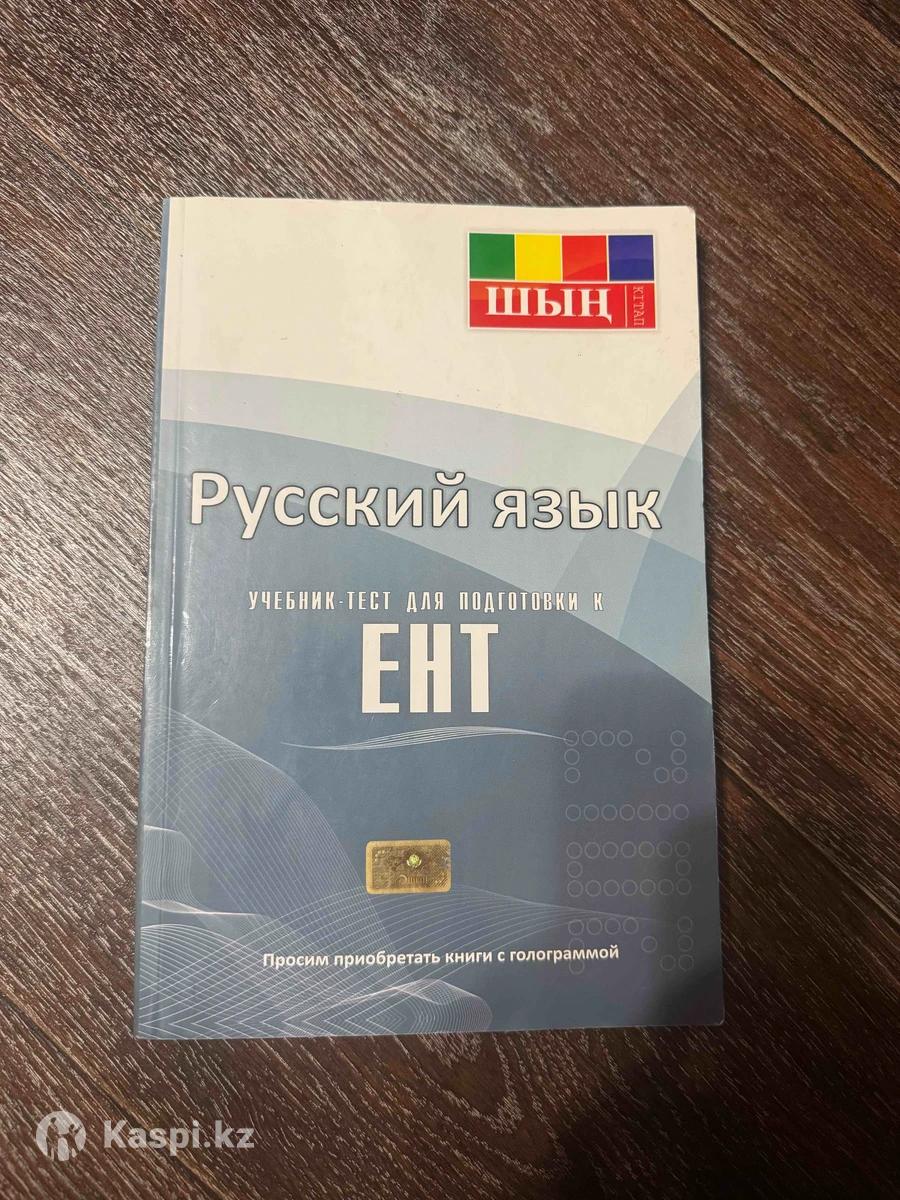 ШЫҢ
КІТАП
Русский язык
УЧЕБНИК-ТЕСТ ДЛЯ ПОДГОТОВКИ К
ЕНТ
Просим приобретать книги с голограммой
Kaspi.kz